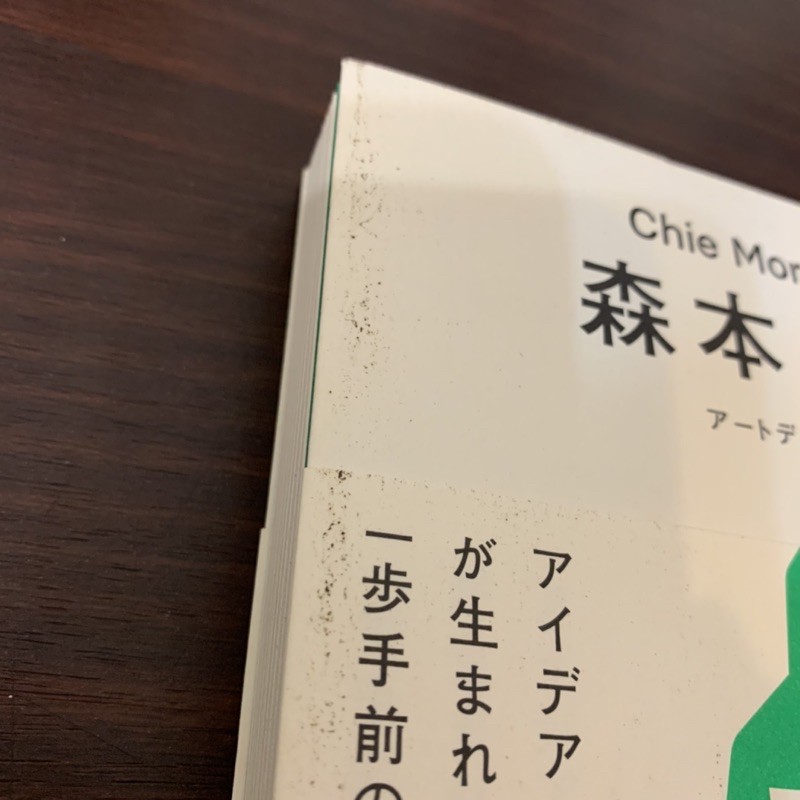 Chie Mor
森本
アートデ
アイデア
が生まれ
一歩手前の